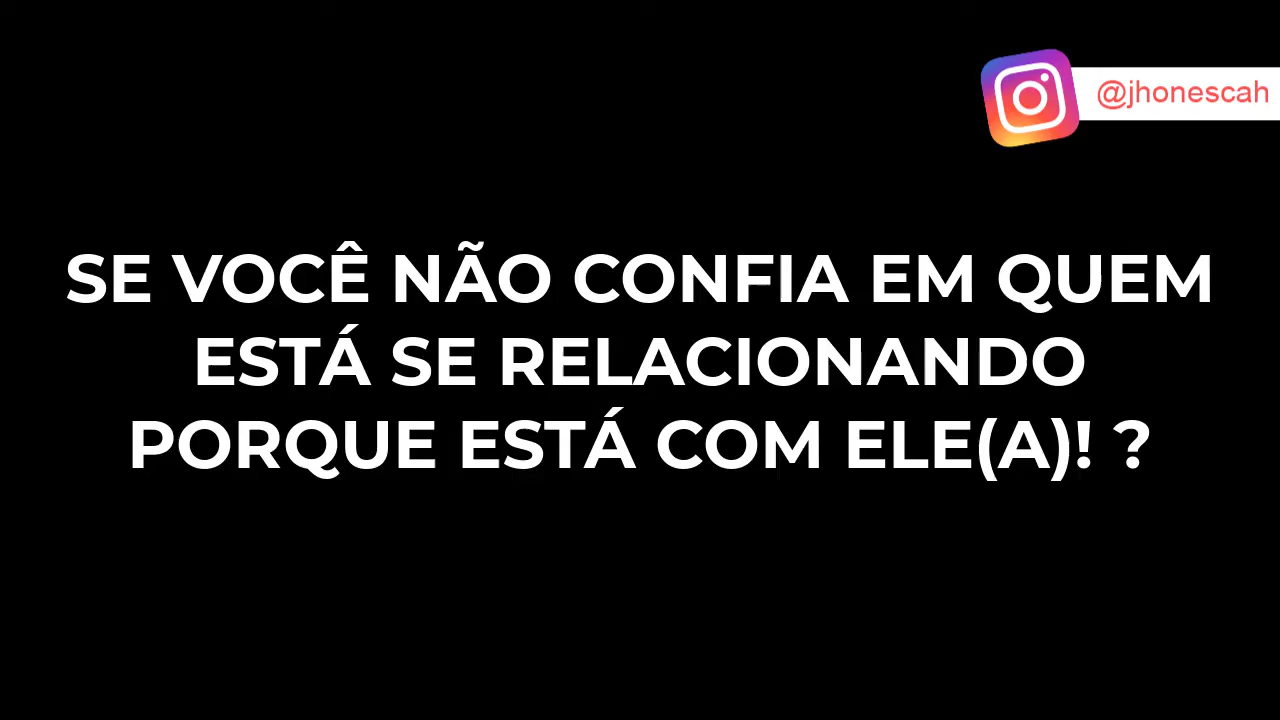 @jhonescah
SE VOCÊ NÃO CONFIA EM QUEM
ESTÁ SE RELACIONANDO
PORQUE ESTÁ COM ELE(A)! ?